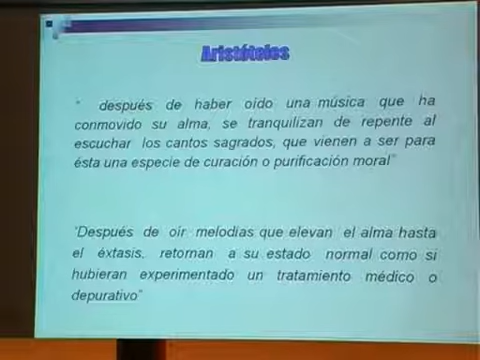 Aristóteles
" después de haber oído una música que ha
conmovido su alma, se tranquilizan de repente al
escuchar los cantos sagrados, que vienen a ser para
ésta una especie de curación o purificación moral"
"Después de oír melodías que elevan el alma hasta
el éxtasis, retornan a su estado normal como si
hubieran experimentado un tratamiento médico o
depurativo"